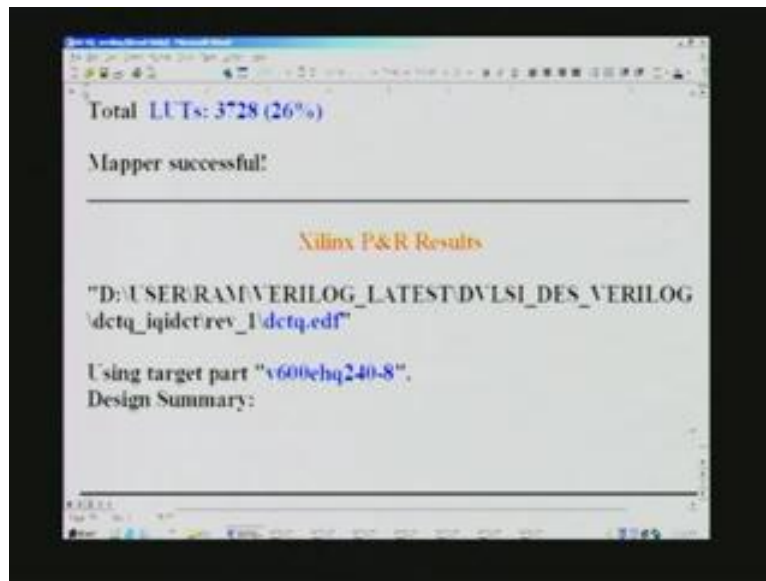 Total LUTs: 3728 (26%)
Mapper successful!
Xilinx P&R Results
"D:\USER\RAM\VERILOG_LATEST\DVLSI_DES_VERILOG
\dctq_iqidct\rev_1\dctq.edf"
Using target part "v600ehq240-8".
Design Summary: